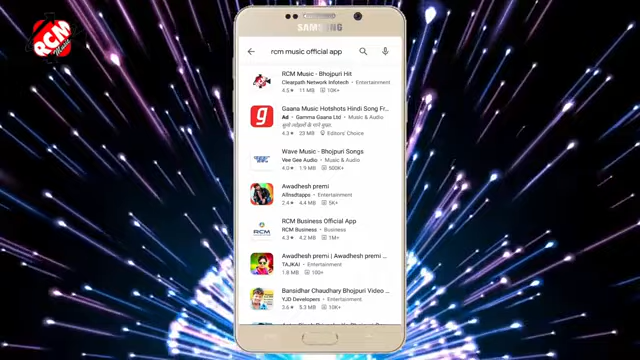 RCM
Music
SAMSUNG
rcm music official app
RCM Music - Bhojpuri Hit
Clearpath Network Infotech • Entertainment
4.5★ 11 MB 10K+
Gaana Music Hotshots Hindi Song Fr...
Ad • Gamma Gaana Ltd • Music & Audio
4.3★ 23 MB Editors' Choice
Wave Music - Bhojpuri Songs
Vee Gee Audio • Music & Audio
4.0★ 1.9 MB 500K+
Awadhesh premi
Allnsdtapps • Entertainment
2.4★ 4.4 MB 5K+
RCM Business Official App
RCM Business • Business
4.3★ 4.2 MB 1M+
RCM
Awadhesh premi | Awadhesh premi ...
TAJKAI • Entertainment
1.8 MB 100+
Bansidhar Chaudhary Bhojpuri Video ...
YJD Developers • Entertainment
3.6★ 5.3 MB 10K+